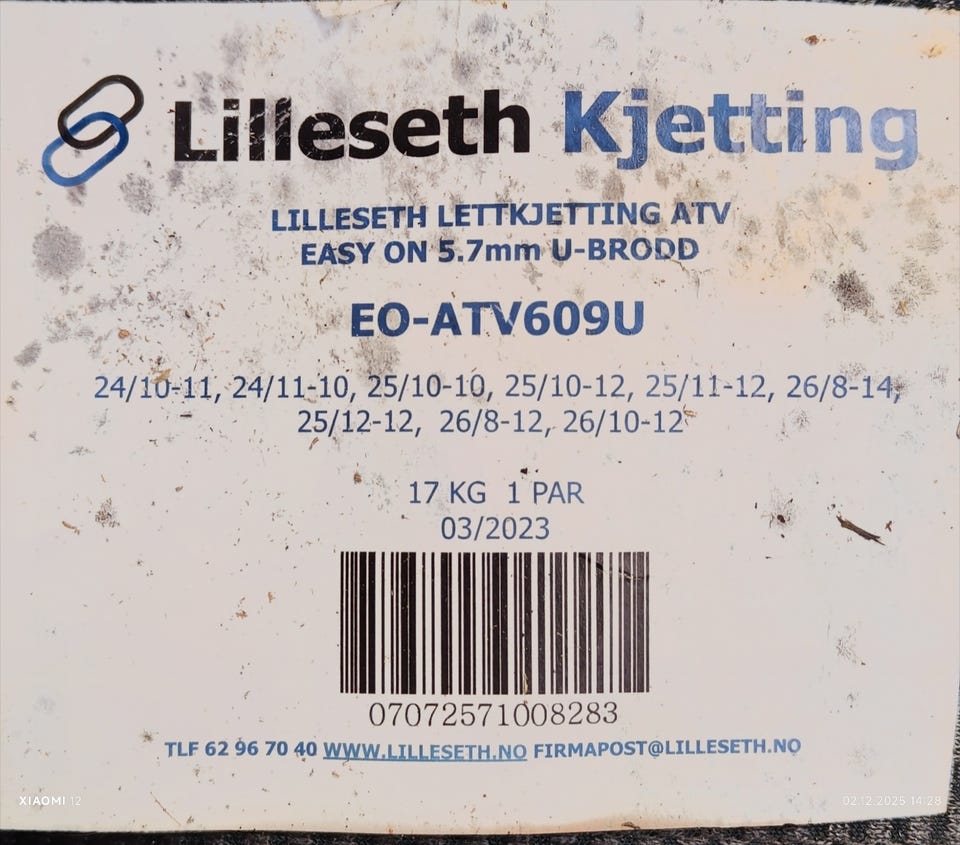 Lilleseth Kjetting
LILLESETH LETTKJETTING ATV
EASY ON 5.7mm U-BRODD
EO-ATV609U
24/10-11, 24/11-10, 25/10-10, 25/10-12, 25/11-12, 26/8-14,
25/12-12, 26/8-12, 26/10-12
17 KG 1 PAR
03/2023
07072571008283
TLF 62 96 70 40 WWW.LILLESETH.NO FIRMAPOST@LILLESETH.NO
XIAOMI 12
02.12.2025 14:28